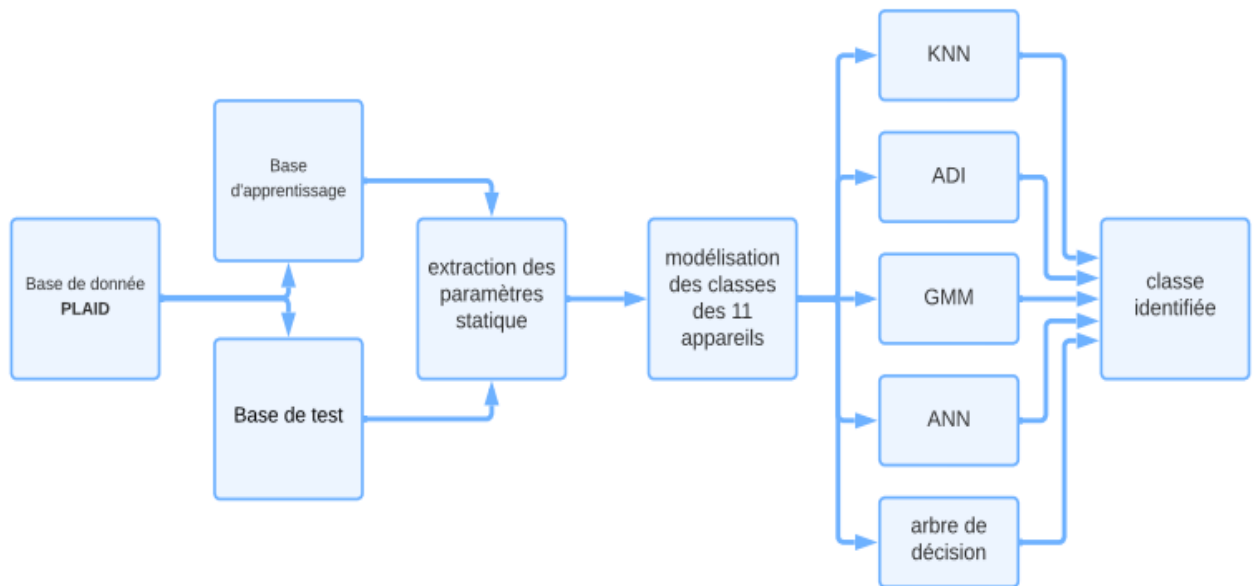 Base de donnée
PLAID
Base
d'apprentissage
Base de test
extraction des
paramètres
statique
modélisation
des classes
des 11
appareils
KNN
ADI
GMM
ANN
arbre de
décision
classe
identifiée